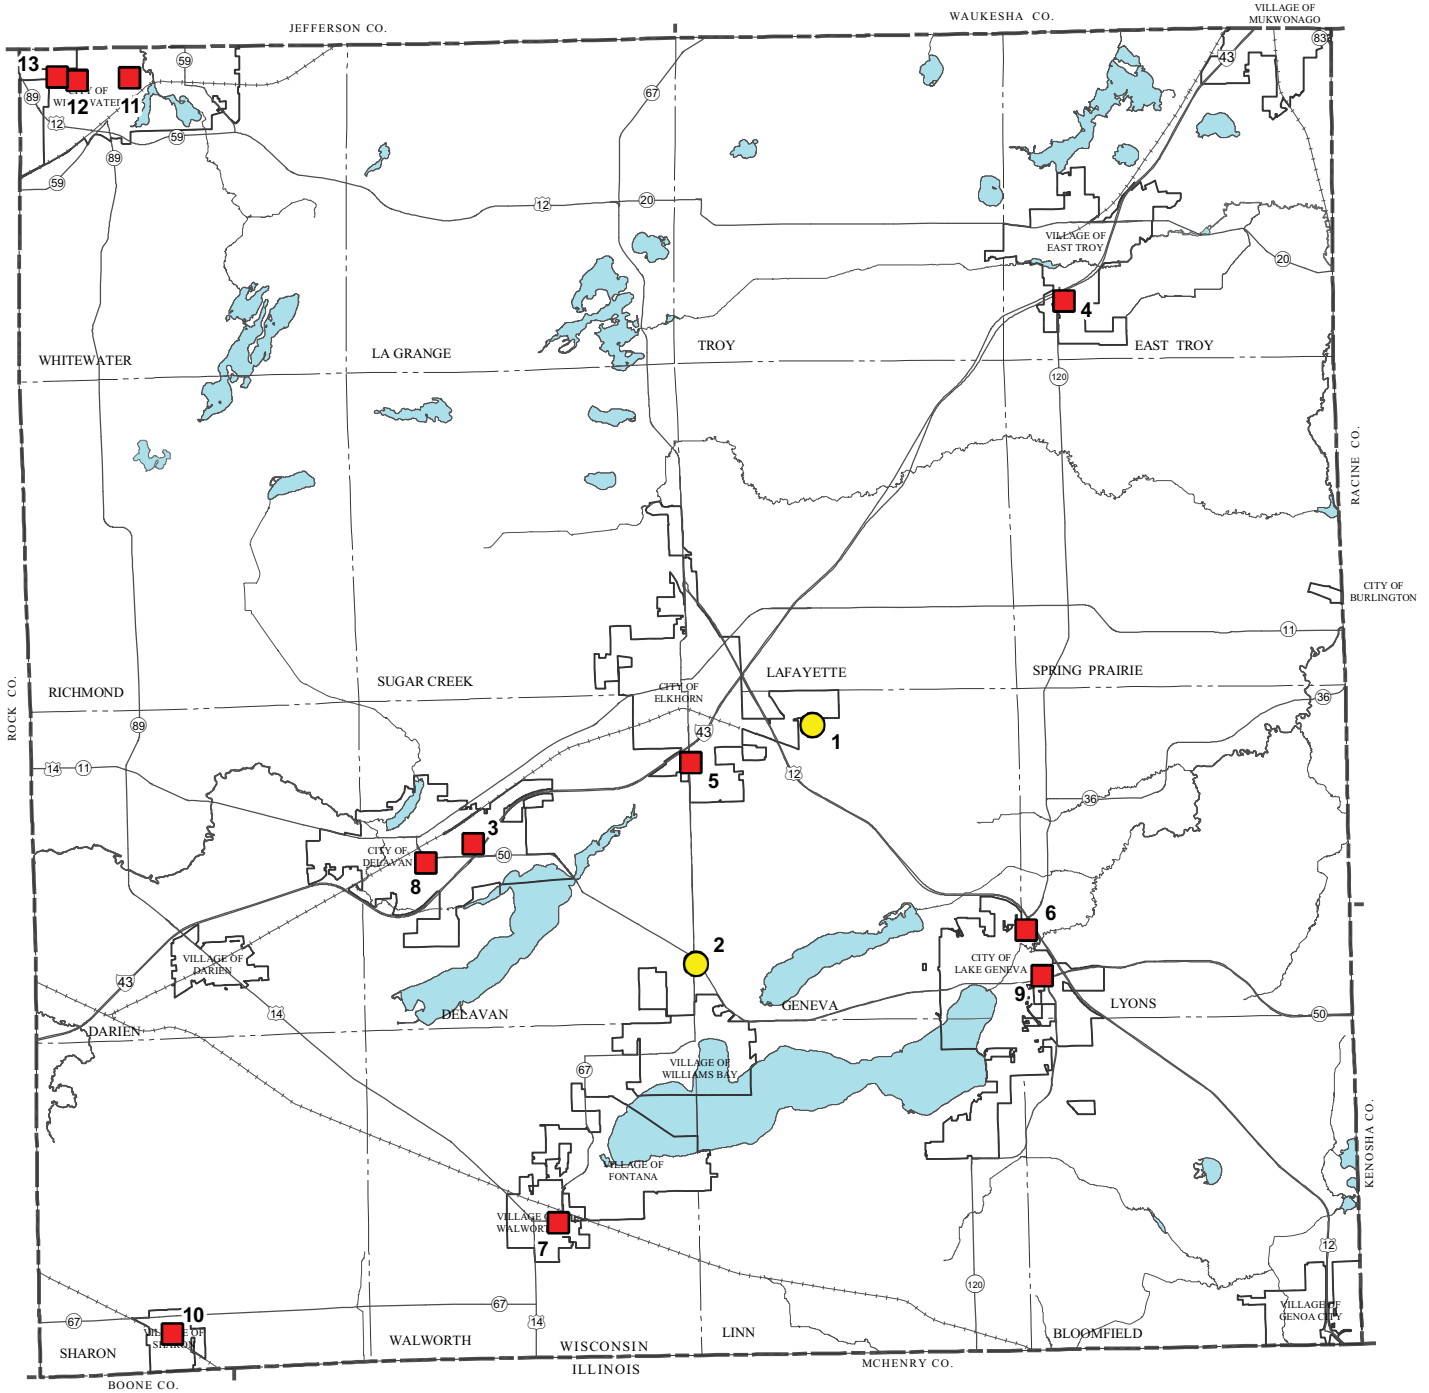 VILLAGE OF
MUKWONAGO
WAUKESHA CO.
JEFFERSON CO.
83
43
13
59
67
89
CITY OF
12
11
12
59
89
59
12
20
VILLAGE OF
EAST TROY
20
4
WHITEWATER
LA GRANGE
TROY
EAST TROY
120
RACINE CO.
CITY OF
BURLINGTON
11
RICHMOND
SUGAR CREEK
CITY OF
ELKHORN
LAFAYETTE
SPRING PRAIRIE
ROCK CO.
36
89
43
1
14
11
5
12
36
3
CITY OF
DELAVAN
50
8
6
2
VILLAGE OF
DARIEN
CITY OF
LAKE GENEVA
43
9
GENEVA
LYONS
14
DELAVAN
50
DARIEN
67
VILLAGE OF
WILLIAMS BAY
KENOSHA CO.
VILLAGE OF
FONTANA
VILLAGE
WALWORTH
7
12
120
67
10
67
14
VILLAGE OF
SHARON
VILLAGE OF
GENOA CITY
SHARON
WALWORTH
WISCONSIN
LINN
BLOOMFIELD
ILLINOIS
MCHENRY CO.
BOONE CO.